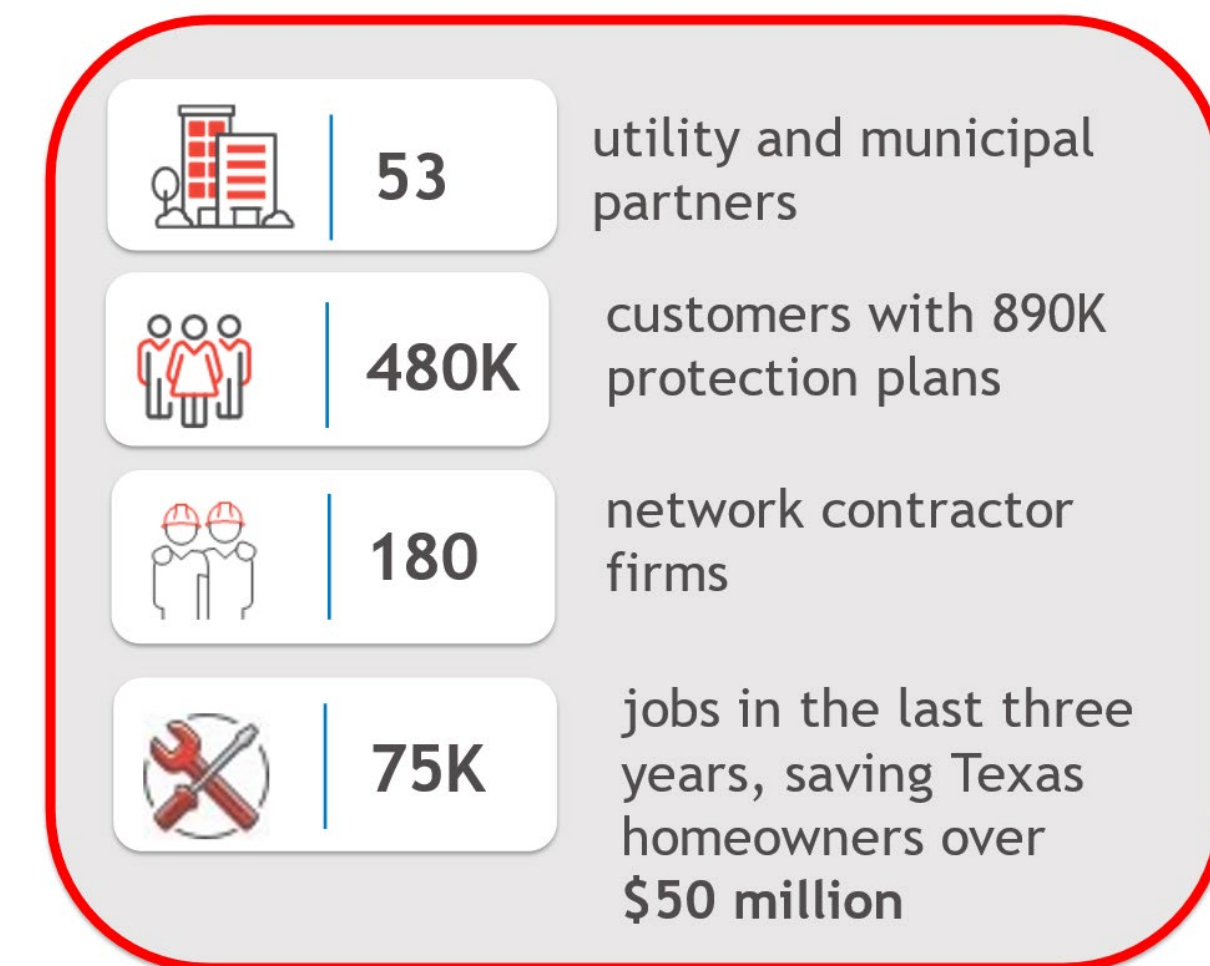 53
utility and municipal
partners
480K
customers with 890K
protection plans
180
network contractor
firms
75K
jobs in the last three
years, saving Texas
homeowners over
$50 million